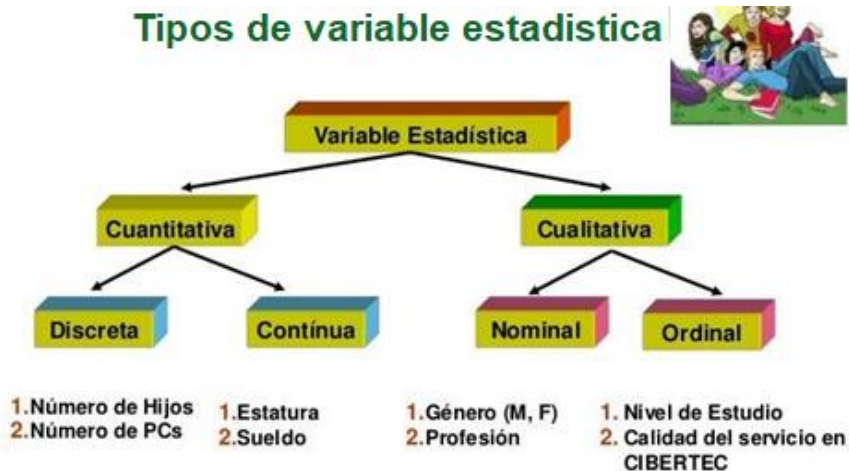 Tipos de variable estadistica
Variable Estadística
Cuantitativa
Cualitativa
Discreta
Contínua
Nominal
Ordinal
1.Número de Hijos
2.Número de PCs
1.Estatura
2.Sueldo
1.Género (M, F)
2.Profesión
1. Nivel de Estudio
2. Calidad del servicio en
CIBERTEC